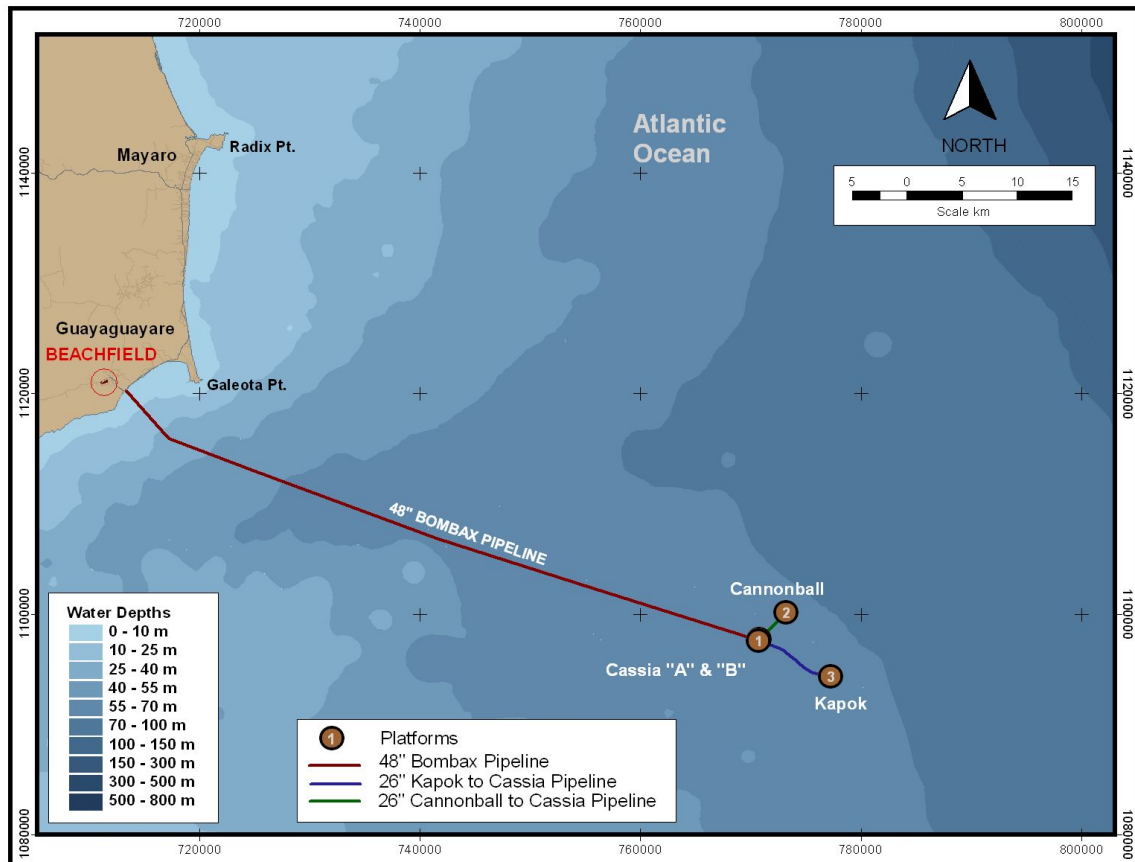 720000
740000
760000
780000
800000
Atlantic
Ocean
NORTH
5 0 5 10 15
Scale km
Radix Pt.
Mayaro
1140000
1140000
Guayaguayare
BEACHFIELD
Galeota Pt.
1120000
1120000
48" BOMBAX PIPELINE
Cannonball
2
1100000
1100000
1
Cassia "A" & "B"
3
Kapok
Water Depths
0 - 10 m
10 - 25 m
25 - 40 m
40 - 55 m
55 - 70 m
70 - 100 m
100 - 150 m
150 - 300 m
300 - 500 m
500 - 800 m
1 Platforms
48" Bombax Pipeline
26" Kapok to Cassia Pipeline
26" Cannonball to Cassia Pipeline
1080000
1080000
720000
740000
760000
780000
800000